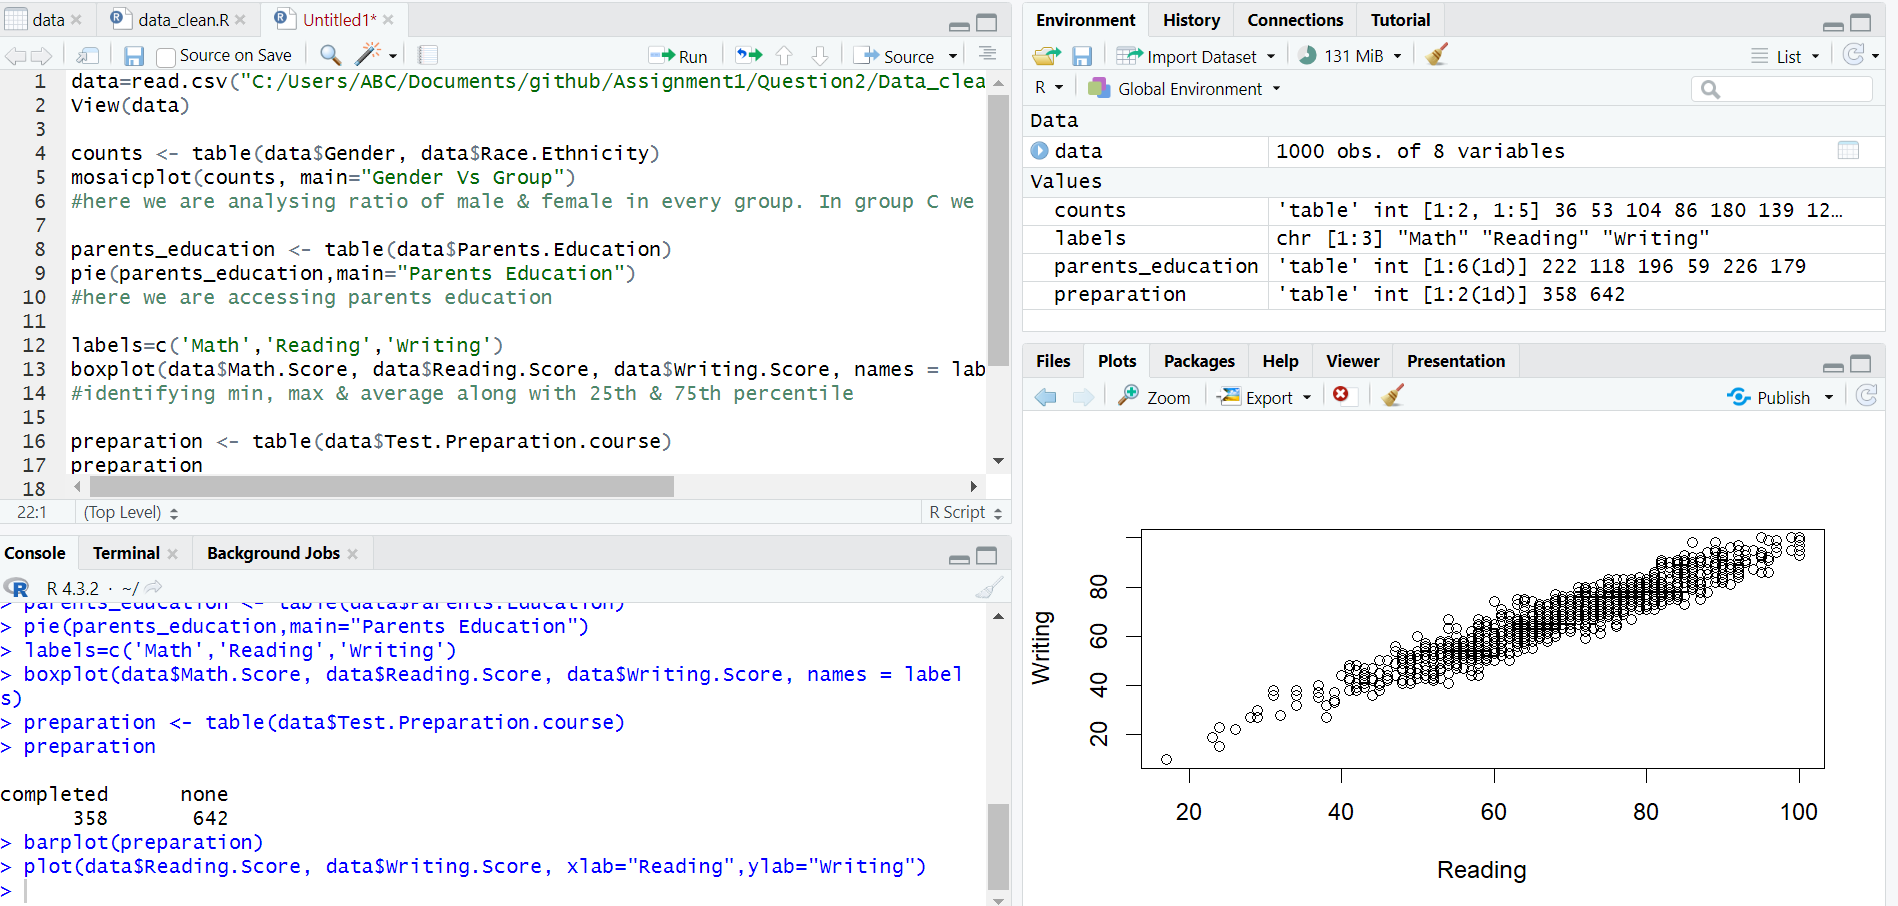 data
data_clean.R
Untitled1*
Source on Save
Run
Source
1 data=read.csv("C:/Users/ABC/Documents/github/Assignment1/Question2/Data_clea
2 View(data)
3
4 counts <- table(data$Gender, data$Race.Ethnicity)
5 mosaicplot(counts, main="Gender Vs Group")
6 #here we are analysing ratio of male & female in every group. In group C we
7
8 parents_education <- table(data$Parents.Education)
9 pie(parents_education,main="Parents Education")
10 #here we are accessing parents education
11
12 labels=c('Math','Reading','Writing')
13 boxplot(data$Math.Score, data$Reading.Score, data$Writing.Score, names = lab
14 #identifying min, max & average along with 25th & 75th percentile
15
16 preparation <- table(data$Test.Preparation.course)
17 preparation
18
22:1 (Top Level) R Script
Console Terminal Background Jobs
R 4.3.2 · ~/
> parents_education <- table(data$Parents.Education)
> pie(parents_education,main="Parents Education")
> labels=c('Math','Reading','Writing')
> boxplot(data$Math.Score, data$Reading.Score, data$Writing.Score, names = label
s)
> preparation <- table(data$Test.Preparation.course)
> preparation
completed none
358 642
> barplot(preparation)
> plot(data$Reading.Score, data$Writing.Score, xlab="Reading",ylab="Writing")
>
Environment History Connections Tutorial
Import Dataset 131 MiB List
R Global Environment
Data
data 1000 obs. of 8 variables
Values
counts 'table' int [1:2, 1:5] 36 53 104 86 180 139 12…
labels chr [1:3] "Math" "Reading" "Writing"
parents_education 'table' int [1:6(1d)] 222 118 196 59 226 179
preparation 'table' int [1:2(1d)] 358 642
Files Plots Packages Help Viewer Presentation
Zoom Export Publish
Writing
80
60
40
20
20 40 60 80 100
Reading